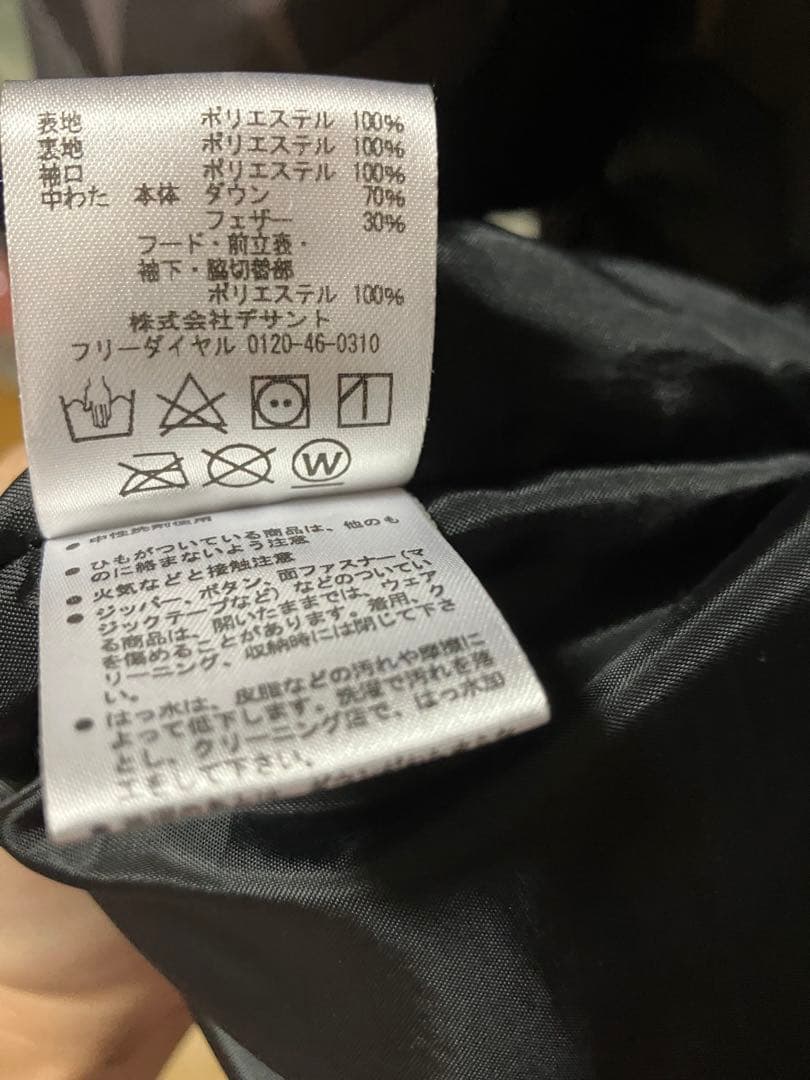 表地 ポリエステル 100%
裏地 ポリエステル 100%
袖口 ポリエステル 100%
中わた 本体 ダウン 70%
フェザー 30%
フード・前立表・
袖下・脇切替部
ポリエステル 100%
株式会社デサント
フリーダイヤル 0120-46-0310
W
● 中性洗剤使用
● ひもがついている商品は、他のも
のに絡まないよう注意
● 火気などと接触注意
● ジッパー、ボタン、面ファスナー(マ
ジックテープなど)などのついてい
る商品は、開いたままでは、ウェア
を傷めることがあります。着用、ク
リーニング、収納時には閉じて下さ
い。
● はっ水は、皮脂などの汚れや摩擦に
よって低下します。洗濯で汚れを落
とし、クリーニング店で、はっ水加
工をして下さい。